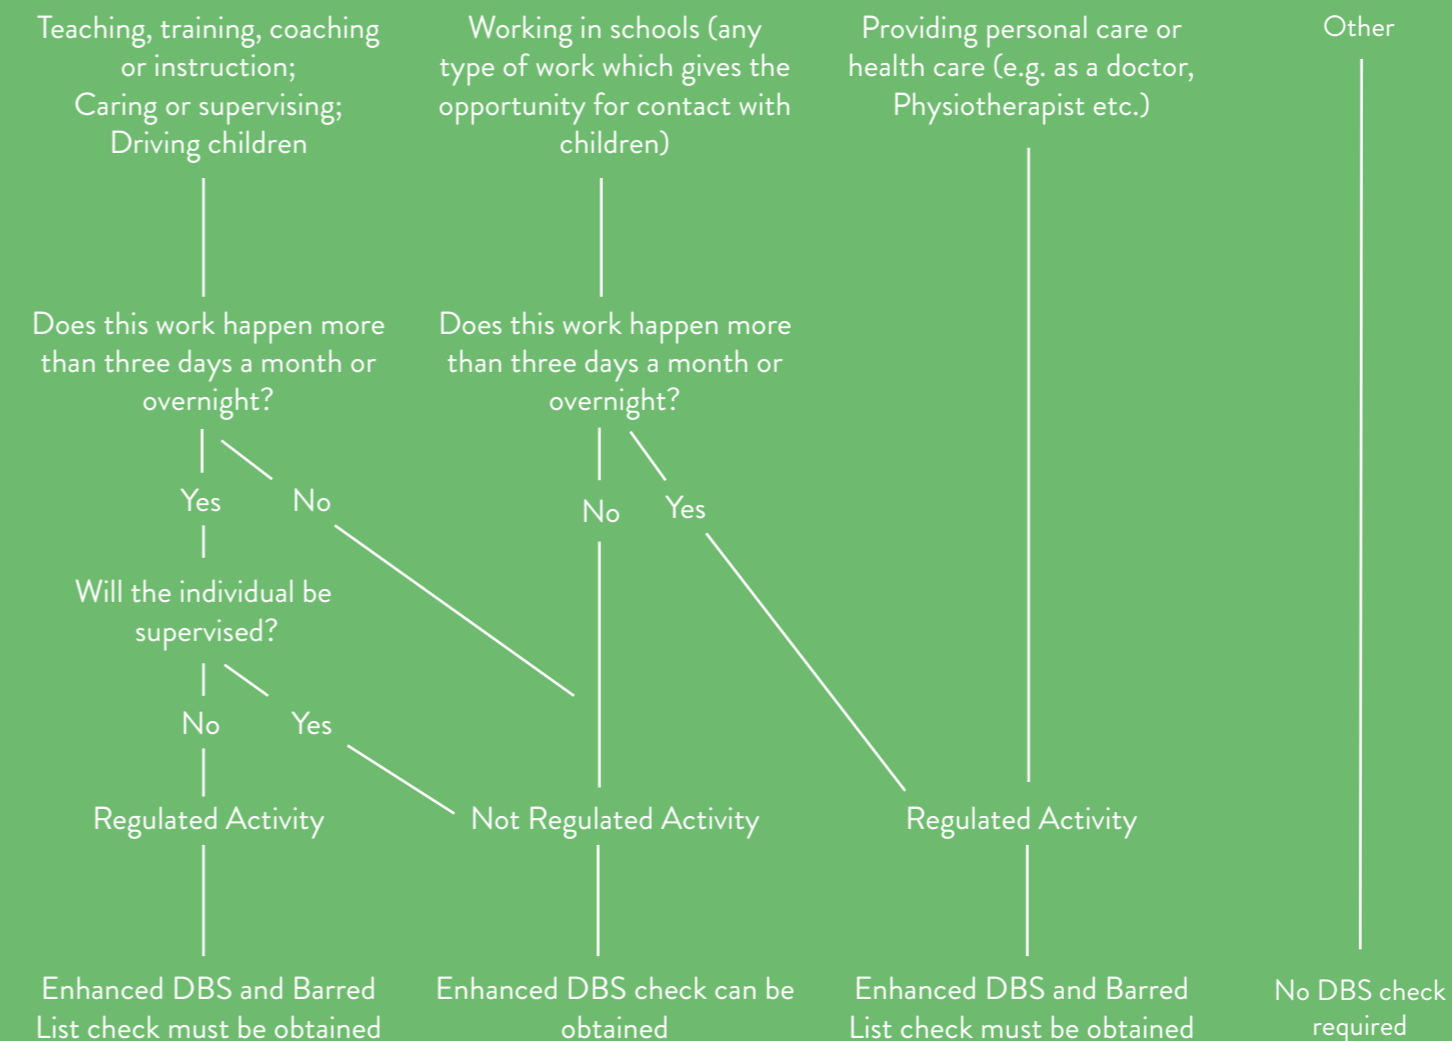 Teaching, training, coaching
or instruction;
Caring or supervising;
Driving children
Working in schools (any
type of work which gives the
opportunity for contact with
children)
Providing personal care or
health care (e.g. as a doctor,
Physiotherapist etc.)
Other
Does this work happen more
than three days a month or
overnight?
Does this work happen more
than three days a month or
overnight?
Yes
No
No
Yes
Will the individual be
supervised?
No
Yes
Regulated Activity
Not Regulated Activity
Regulated Activity
Enhanced DBS and Barred
List check must be obtained
Enhanced DBS check can be
obtained
Enhanced DBS and Barred
List check must be obtained
No DBS check
required